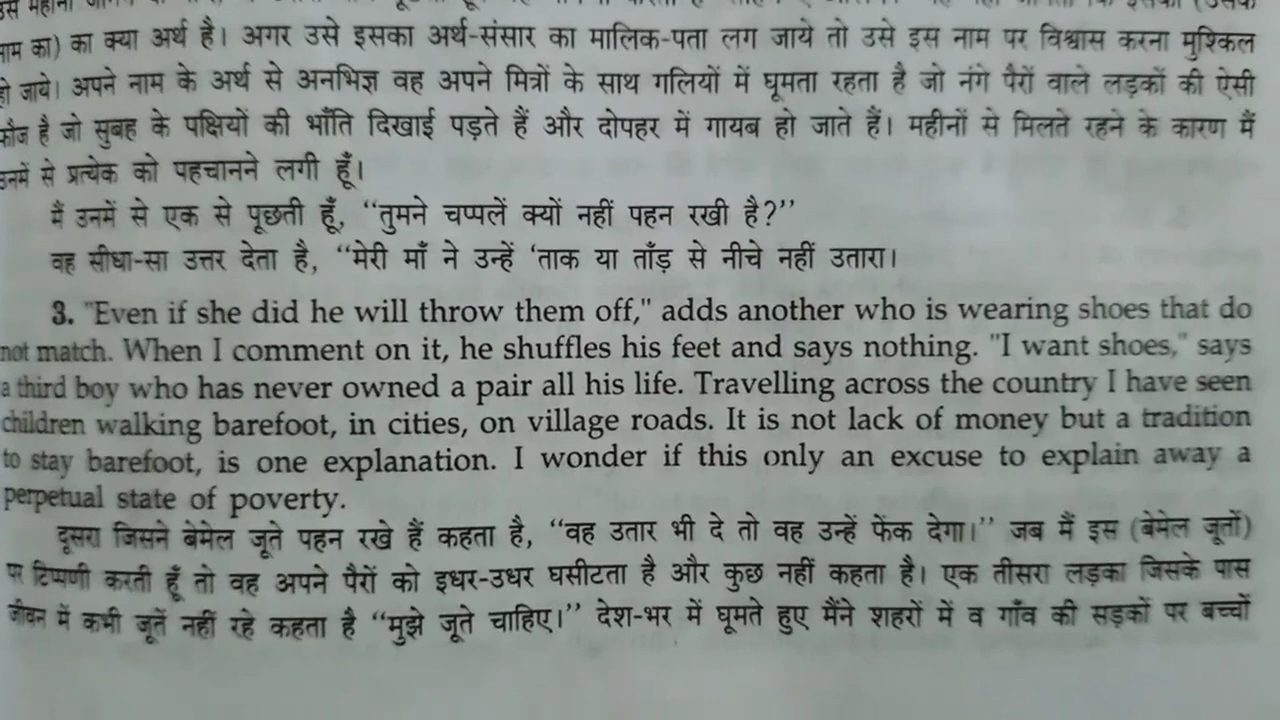 का) का क्या अर्थ है। अगर उसे इसका अर्थ-संसार का मालिक-पता लग जाये तो उसे इस नाम पर विश्वास करना मुश्किल
हो जाये। अपने नाम के अर्थ से अनभिज्ञ वह अपने मित्रों के साथ गलियों में घूमता रहता है जो नंगे पैरों वाले लड़कों की ऐसी
फौज है जो सुबह के पक्षियों की भाँति दिखाई पड़ते हैं और दोपहर में गायब हो जाते हैं। महीनों से मिलते रहने के कारण मैं
उनमें से प्रत्येक को पहचानने लगी हूँ।
मैं उनमें से एक से पूछती हूँ, "तुमने चप्पलें क्यों नहीं पहन रखी है?"
वह सीधा-सा उत्तर देता है, "मेरी माँ ने उन्हें 'ताक या ताँड़ से नीचे नहीं उतारा।
3. "Even if she did he will throw them off," adds another who is wearing shoes that do
not match. When I comment on it, he shuffles his feet and says nothing. "I want shoes," says
a third boy who has never owned a pair all his life. Travelling across the country I have seen
children walking barefoot, in cities, on village roads. It is not lack of money but a tradition
to stay barefoot, is one explanation. I wonder if this only an excuse to explain away a
perpetual state of poverty.
दूसरा जिसने बेमेल जूते पहन रखे हैं कहता है, "वह उतार भी दे तो वह उन्हें फेंक देगा।" जब मैं इस (बेमेल जूतों)
पर टिप्पणी करती हूँ तो वह अपने पैरों को इधर-उधर घसीटता है और कुछ नहीं कहता है। एक तीसरा लड़का जिसके पास
जीवन में कभी जूतें नहीं रहे कहता है "मुझे जूते चाहिए।" देश-भर में घूमते हुए मैंने शहरों में व गाँव की सड़कों पर बच्चों